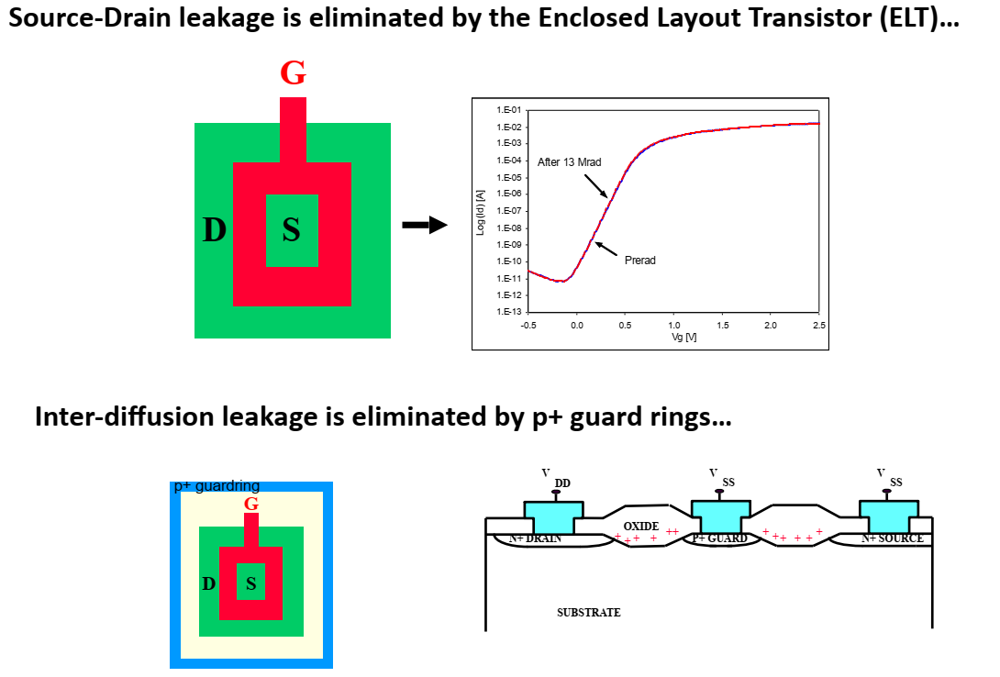 Source-Drain leakage is eliminated by the Enclosed Layout Transistor (ELT)...
G
D
S
1.E-01
1.E-02
1.E-03
1.E-04
1.E-05
1.E-06
1.E-07
1.E-08
1.E-09
1.E-10
1.E-11
1.E-12
1.E-13
Log(Id) [A]
After 13 Mrad
Prerad
-0.5
0.0
0.5
1.0
1.5
2.0
2.5
Vg [V]
Inter-diffusion leakage is eliminated by p+ guard rings...
p+ guardring
G
D
S
V DD
V SS
V SS
OXIDE
+ + + + ++
+ ++ + + +
N+ DRAIN
P+ GUARD
N+ SOURCE
SUBSTRATE